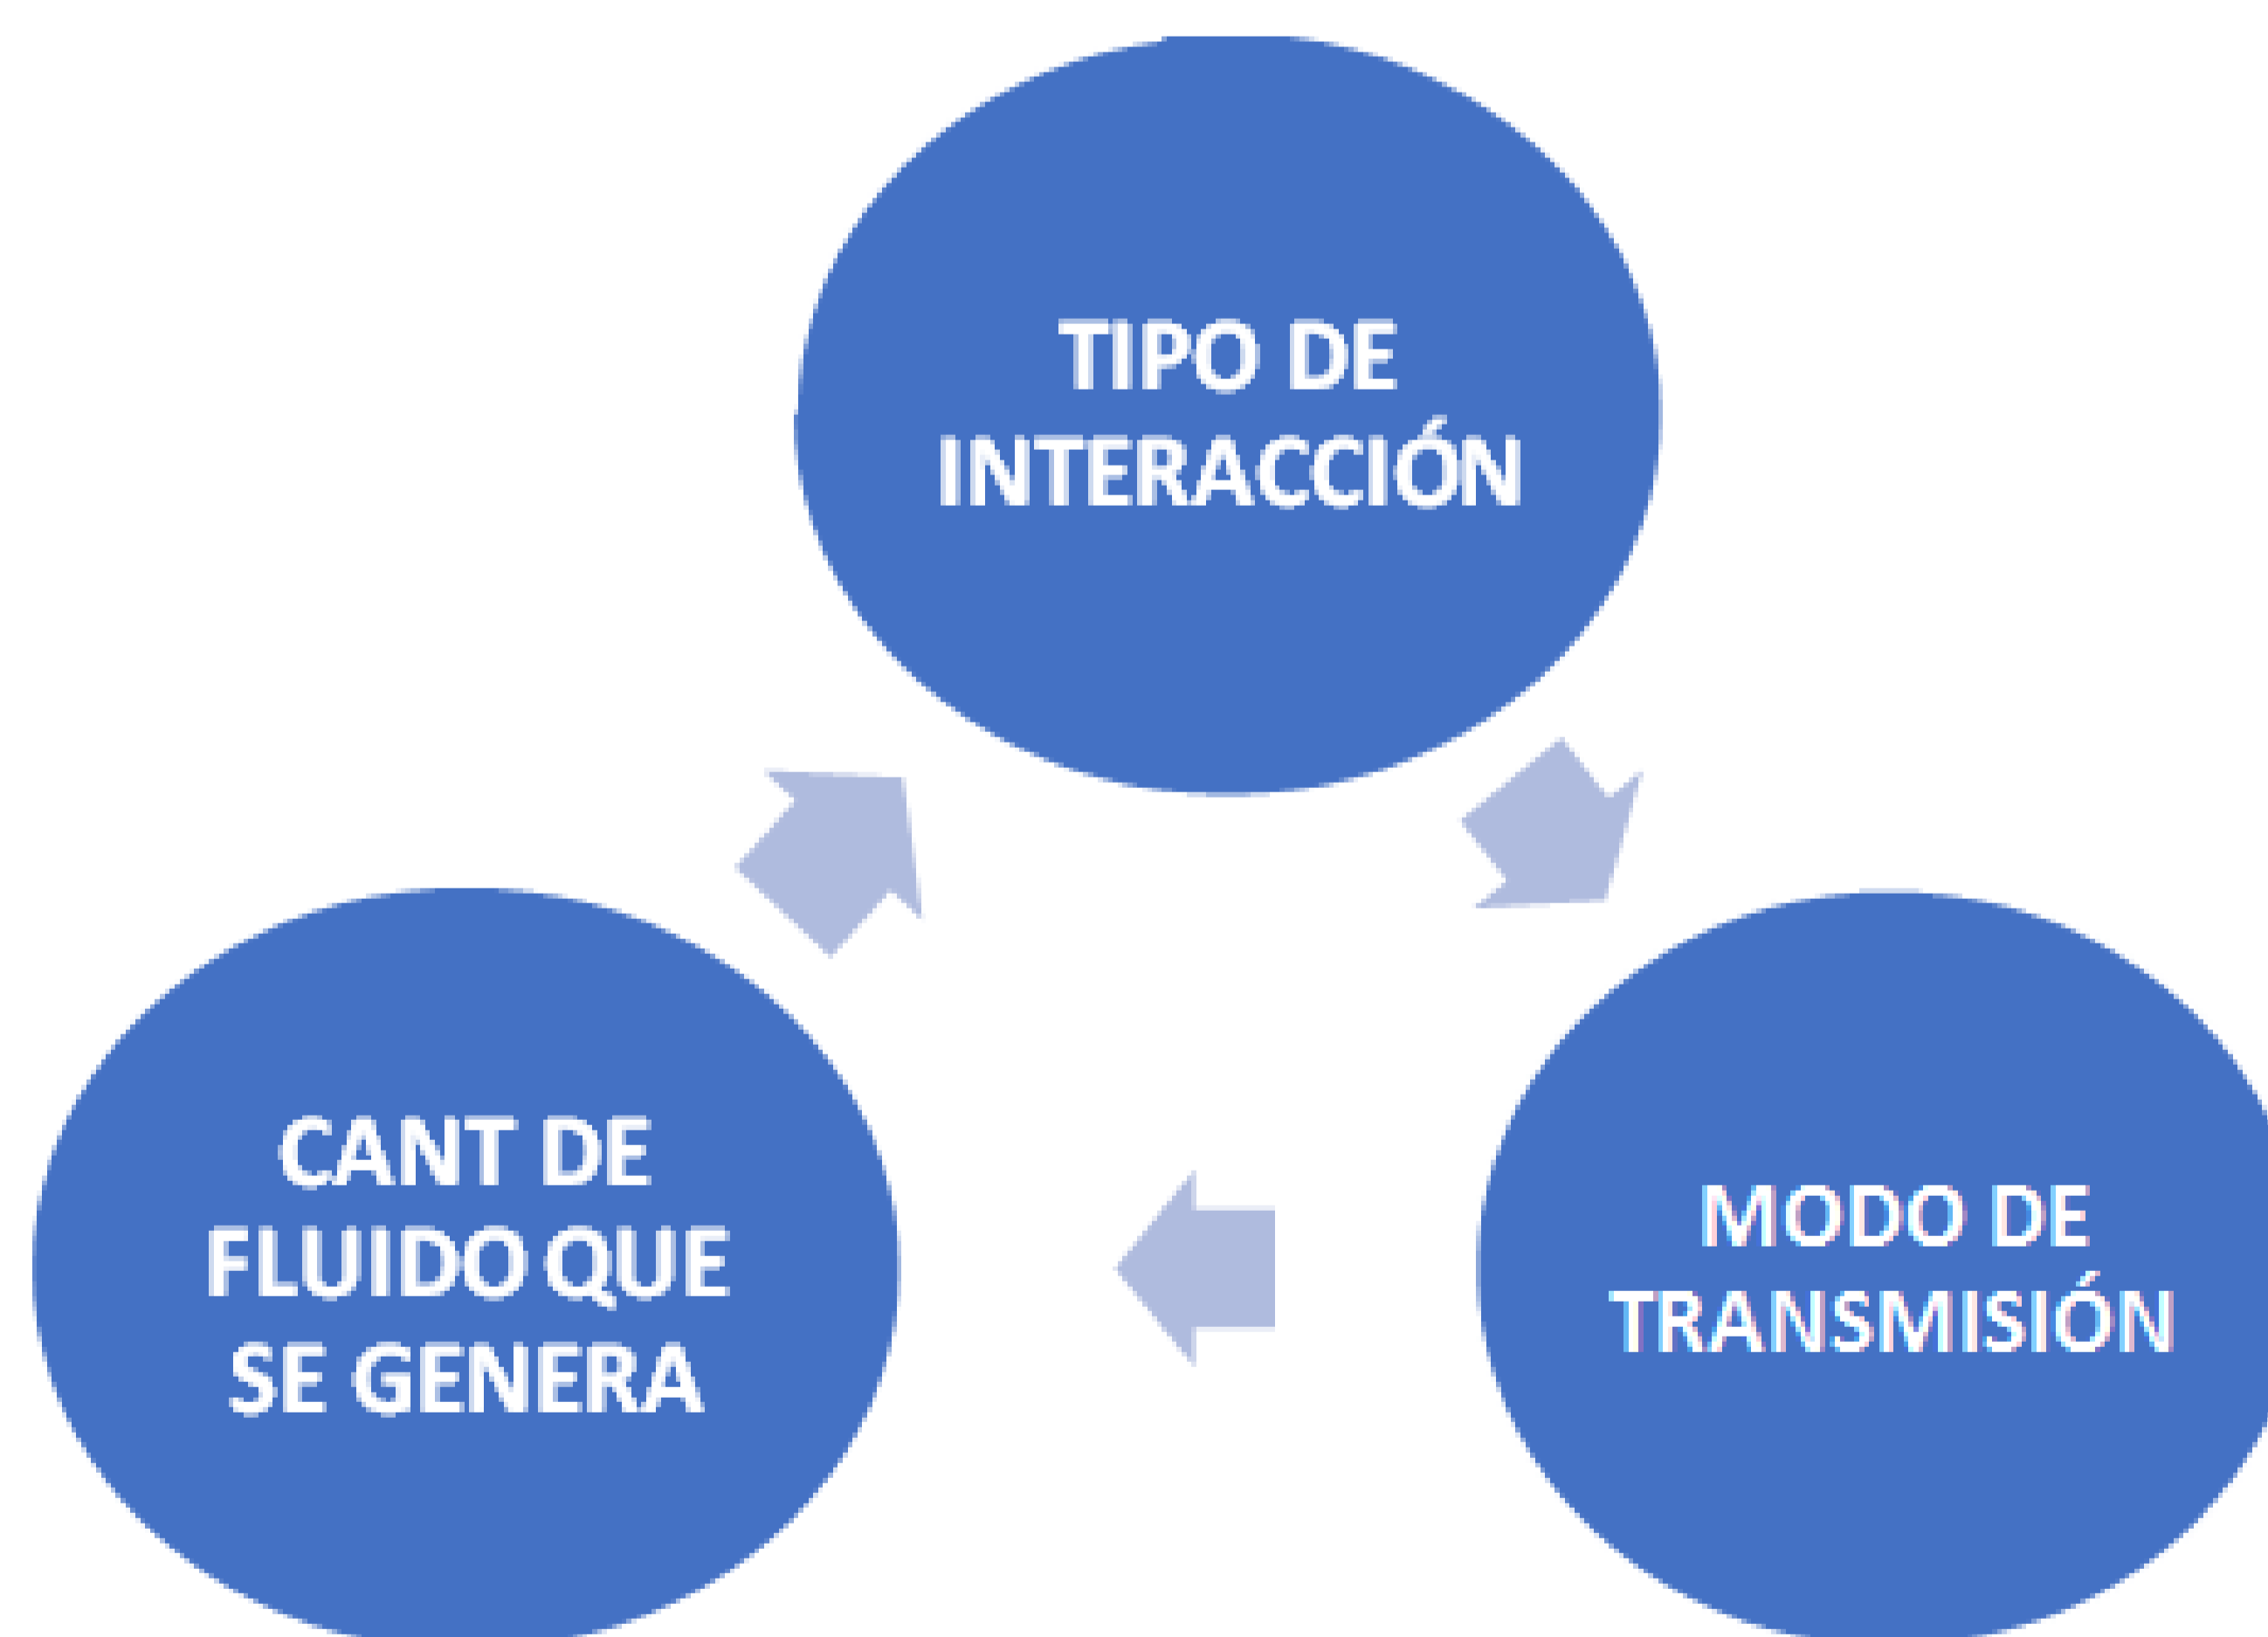 TIPO DE
INTERACCIÓN
MODO DE
TRANSMISIÓN
CANT DE
FLUIDO QUE
SE GENERA